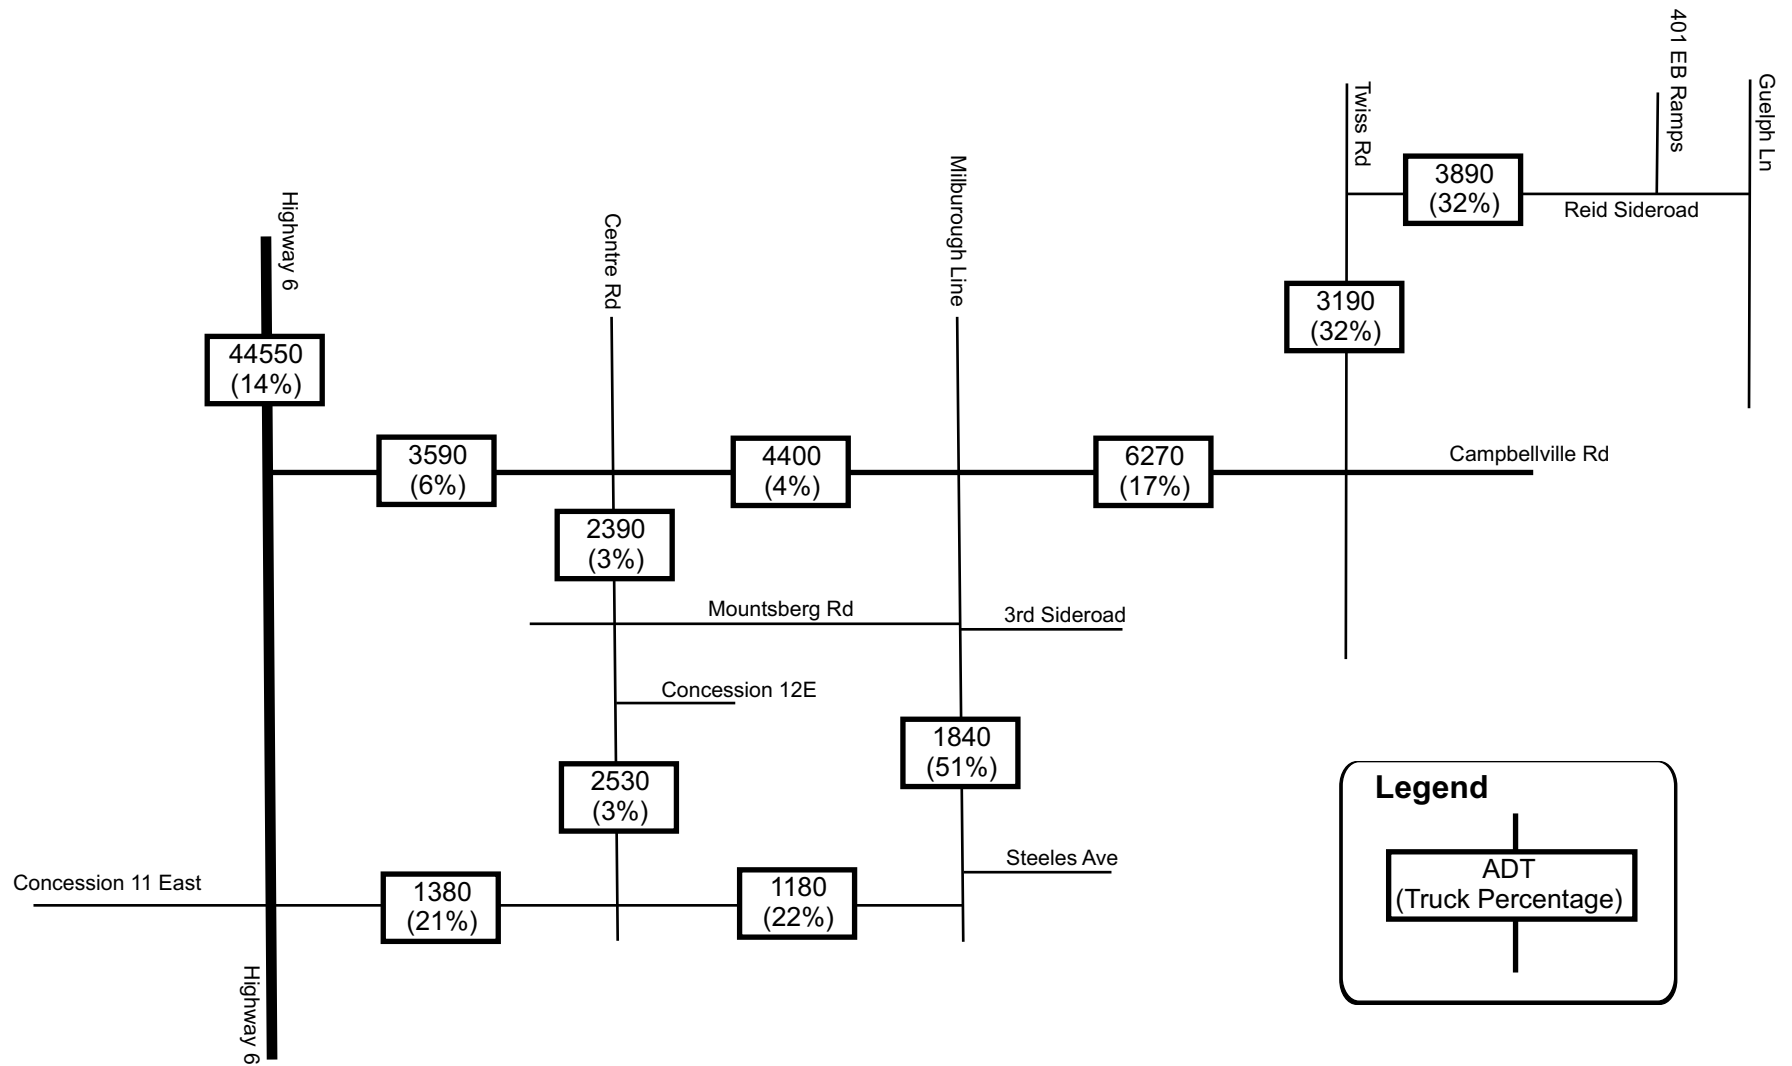 401 EB Ramps
Guelph Ln
Twiss Rd
3890
(32%)
Reid Sideroad
Milburough Line
Highway 6
Centre Rd
3190
(32%)
44550
(14%)
3590
(6%)
4400
(4%)
6270
(17%)
Campbellville Rd
2390
(3%)
Mountsberg Rd
3rd Sideroad
Concession 12E
1840
(51%)
2530
(3%)
Legend
ADT
(Truck Percentage)
Steeles Ave
Concession 11 East
1380
(21%)
1180
(22%)
Highway 6